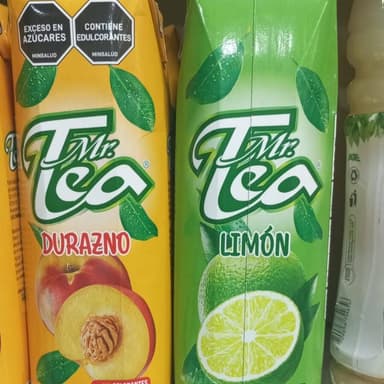 EXCESO EN
AZÚCARES
MINSALUD
CONTIENE
EDULCORANTES
MINSALUD
Mr.
Tea
DURAZNO
Mr.
Tea
LIMÓN